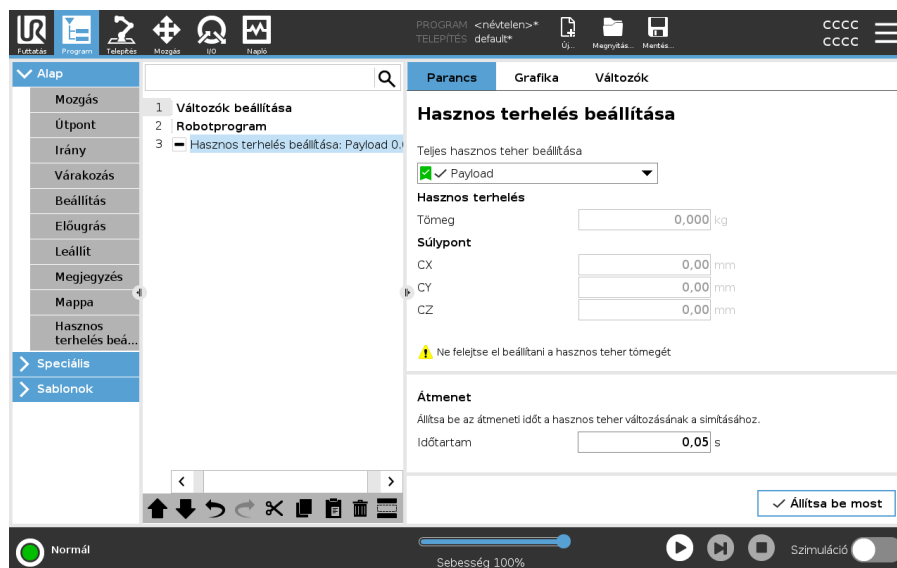 UR
Futtatás
Program
Telepítés
Mozgás
I/O
Napló
PROGRAM <névtelen>*
TELEPÍTÉS default*
Új...
Megnyitás...
Mentés...
CCCC
CCCC
Alap
Mozgás
Útpont
Irány
Várakozás
Beállítás
Előugrás
Leállít
Megjegyzés
Mappa
Hasznos
terhelés beá...
Speciális
Sablonok
1 Változók beállítása
2 Robotprogram
3 Hasznos terhelés beállítása: Payload 0.
Parancs
Grafika
Változók
Hasznos terhelés beállítása
Teljes hasznos teher beállítása
Payload
Hasznos terhelés
Tömeg 0,000 kg
Súlypont
CX 0,00 mm
CY 0,00 mm
CZ 0,00 mm
Ne felejtse el beállítani a hasznos teher tömegét
Átmenet
Állítsa be az átmeneti időt a hasznos teher változásának a simításához.
Időtartam 0,05 s
Állítsa be most
Normál
Sebesség 100%
Szimuláció